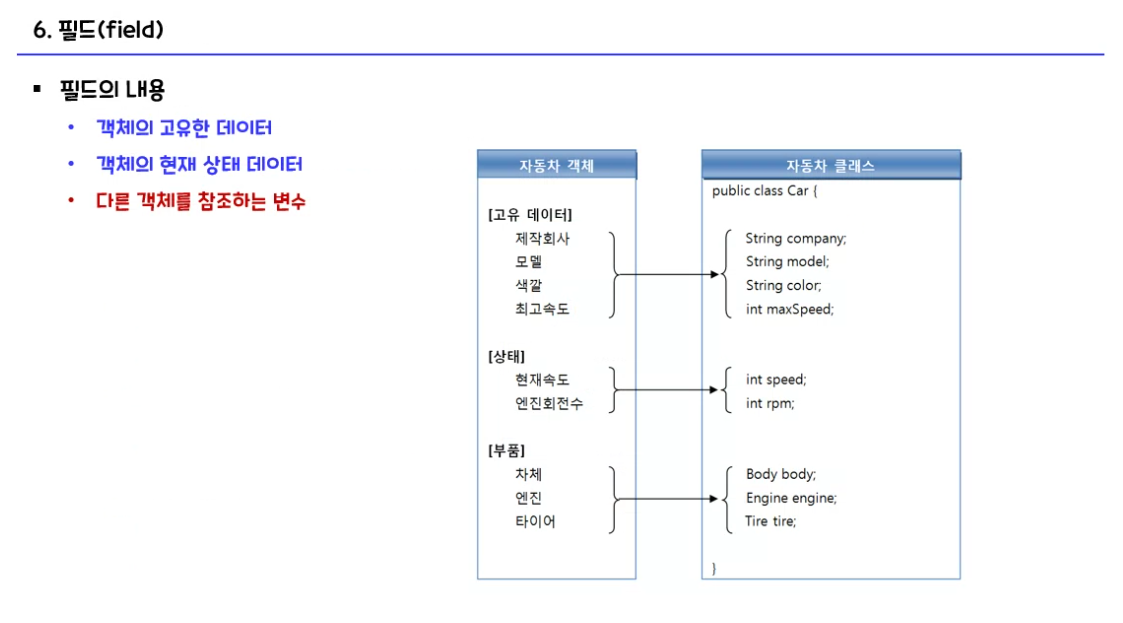 6. 필드(field)
▪ 필드의 내용
• 객체의 고유한 데이터
• 객체의 현재 상태 데이터
• 다른 객체를 참조하는 변수
자동차 객체
[고유 데이터]
제작회사
모델
색깔
최고속도
[상태]
현재속도
엔진회전수
[부품]
차체
엔진
타이어
자동차 클래스
public class Car {
String company;
String model;
String color;
int maxSpeed;
int speed;
int rpm;
Body body;
Engine engine;
Tire tire;
}